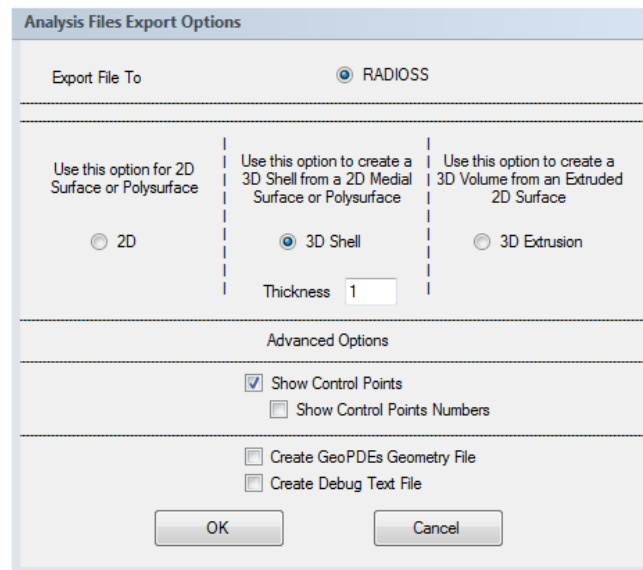 Analysis Files Export Options
Export File To
RADIOSS
Use this option for 2D
Surface or Polysurface
2D
Use this option to create a
3D Shell from a 2D Medial
Surface or Polysurface
3D Shell
Thickness 1
Use this option to create a
3D Volume from an Extruded
2D Surface
3D Extrusion
Advanced Options
Show Control Points
Show Control Points Numbers
Create GeoPDEs Geometry File
Create Debug Text File
OK
Cancel